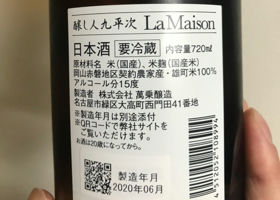 醸し人九平次 La Maison
日本酒 要冷蔵 内容量720ml
原材料名 米(国産)、米麹(国産米)
岡山赤磐地区契約農家産・雄町米100%
アルコール分15度
製造者 株式会社 萬乗醸造
名古屋市緑区大高町西門田41番地
※製造年月は別途添付
※QRコードで弊社サイトを
ご覧いただけます。
お酒は20歳になってから。
製造年月
2020年06月
4512052108994